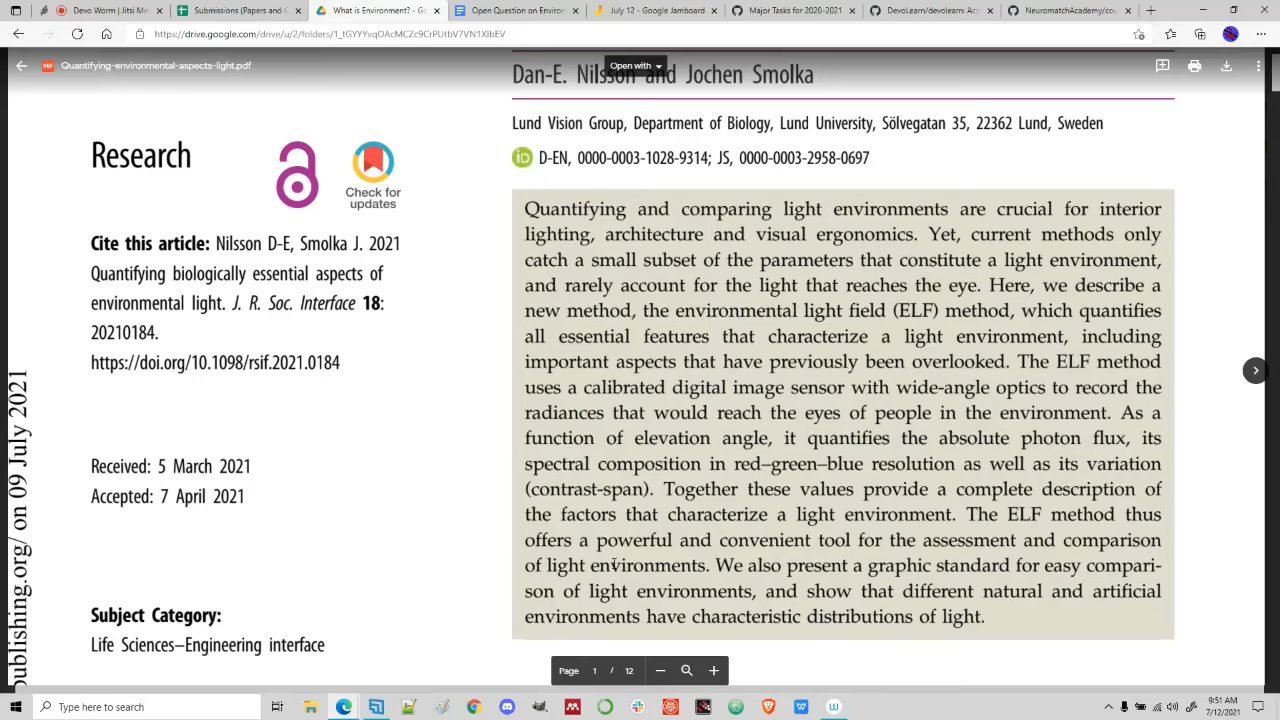 Devo Int
Student Papers and C
What is Environment? - Go
Open Question on Enviror
July 12 - Google Jamboard
Major Tasks for 2020-2021
DevoLearn/devolearn: Acc
NeuromatchAcademy/cou
https://drive.google.com/drive/u/2/folders/1_tGYYYvqOAcMCZc9CrPUtbV7VN1XIbEV
Quantifying-environmental-aspects-light.pdf
Open with
Dan-E. Nilsson and Jochen Smolka
Lund Vision Group, Department of Biology, Lund University, Sölvegatan 35, 22362 Lund, Sweden
iD D-EN, 0000-0003-1028-9314; JS, 0000-0003-2958-0697
Research
Check for
updates
Cite this article: Nilsson D-E, Smolka J. 2021
Quantifying biologically essential aspects of
environmental light. J. R. Soc. Interface 18:
20210184.
https://doi.org/10.1098/rsif.2021.0184
Received: 5 March 2021
Accepted: 7 April 2021
Subject Category:
Life Sciences–Engineering interface
publishing.org/ on 09 July 2021
Quantifying and comparing light environments are crucial for interior
lighting, architecture and visual ergonomics. Yet, current methods only
catch a small subset of the parameters that constitute a light environment,
and rarely account for the light that reaches the eye. Here, we describe a
new method, the environmental light field (ELF) method, which quantifies
all essential features that characterize a light environment, including
important aspects that have previously been overlooked. The ELF method
uses a calibrated digital image sensor with wide-angle optics to record the
radiances that would reach the eyes of people in the environment. As a
function of elevation angle, it quantifies the absolute photon flux, its
spectral composition in red–green–blue resolution as well as its variation
(contrast-span). Together these values provide a complete description of
the factors that characterize a light environment. The ELF method thus
offers a powerful and convenient tool for the assessment and comparison
of light environments. We also present a graphic standard for easy compari-
son of light environments, and show that different natural and artificial
environments have characteristic distributions of light.
Page 1 / 12
Type here to search
9:51 AM
7/12/2021